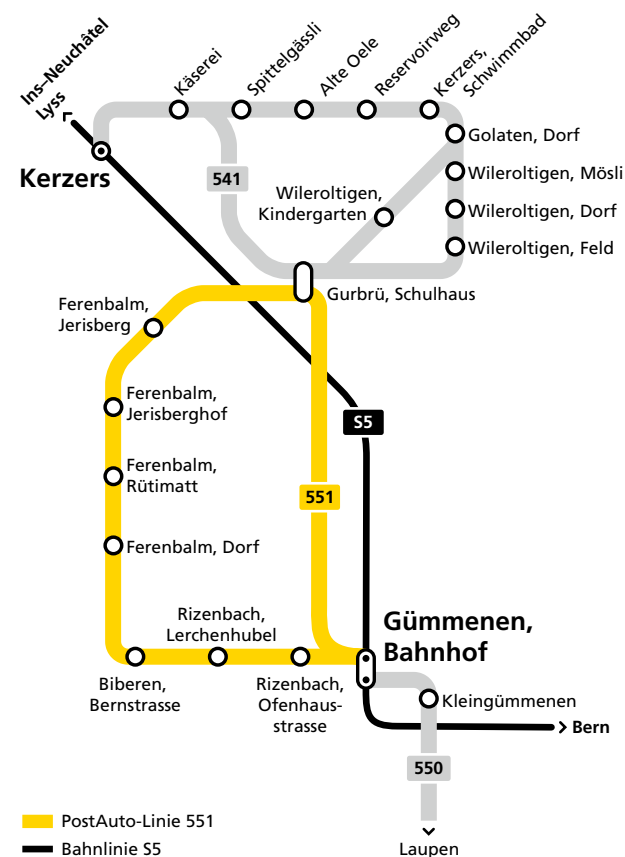 Ins-Neuchâtel
Lyss
Käserei
Spittelgässli
Alte Oele
Reservoirweg
Kerzers,
Schwimmbad
Kerzers
541
Golaten, Dorf
Wileroltigen, Mösli
Wileroltigen,
Kindergarten
Wileroltigen, Dorf
Wileroltigen, Feld
Gurbrü, Schulhaus
Ferenbalm,
Jerisberg
Ferenbalm,
Jerisberghof
S5
Ferenbalm,
Rütimatt
551
Ferenbalm, Dorf
Rizenbach,
Lerchenhubel
Gümmenen,
Bahnhof
Biberen,
Bernstrasse
Rizenbach,
Ofenhaus-
strasse
Kleingümmenen
Bern
550
Laupen
PostAuto-Linie 551
Bahnlinie S5